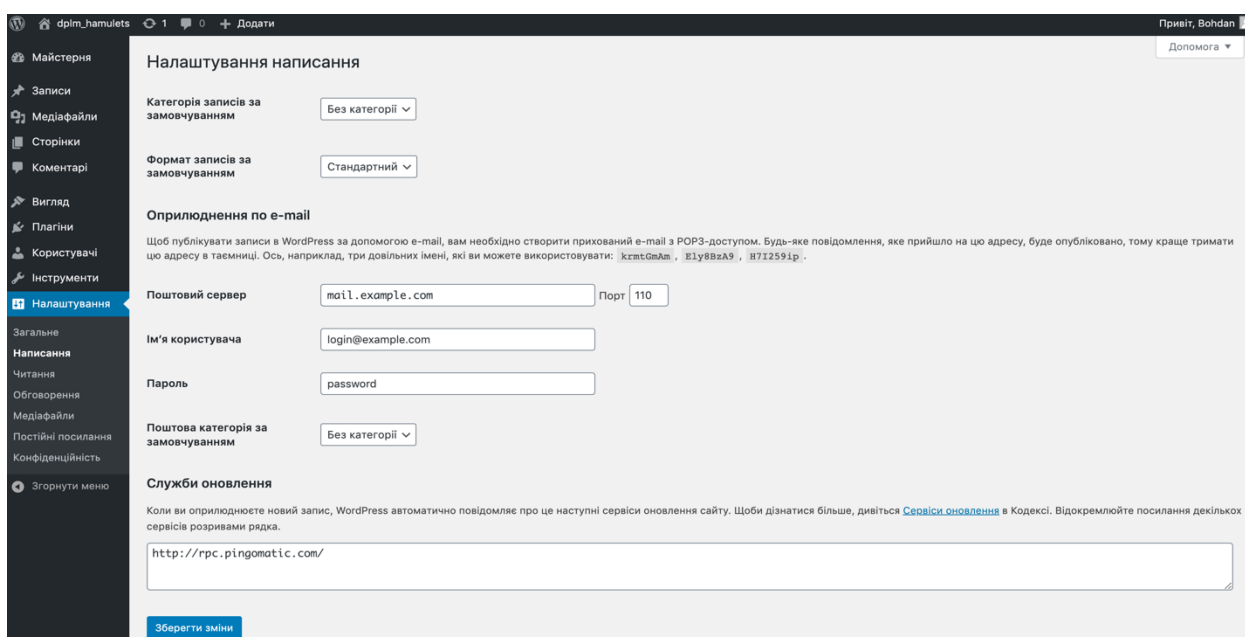 dplm_hamulets 1 0 + Додати Привіт, Bohdan
Допомога ▼
Майстерня
Записи
Медіафайли
Сторінки
Коментарі
Вигляд
Плагіни
Користувачі
Інструменти
Налаштування
Загальне
Написання
Читання
Обговорення
Медіафайли
Постійні посилання
Конфіденційність
Згорнути меню
Налаштування написання
Категорія записів за
замовчуванням
Без категорії
Формат записів за
замовчуванням
Стандартний
Оприлюднення по e-mail
Щоб публікувати записи в WordPress за допомогою e-mail, вам необхідно створити прихований e-mail з POP3-доступом. Будь-яке повідомлення, яке прийшло на цю адресу, буде опубліковано, тому краще тримати
цю адресу в таємниці. Ось, наприклад, три довільних імені, які ви можете використовувати: krmtGmAm , Ely8BzA9 , H7I259ip .
Поштовий сервер
mail.example.com Порт 110
Ім'я користувача
login@example.com
Пароль
password
Поштова категорія за
замовчуванням
Без категорії
Служби оновлення
Коли ви оприлюднюєте новий запис, WordPress автоматично повідомляє про це наступні сервіси оновлення сайту. Щоби дізнатися більше, дивіться Сервіси оновлення в Кодексі. Відокремлюйте посилання декількох
сервісів розривами рядка.
http://rpc.pingomatic.com/
Зберегти зміни